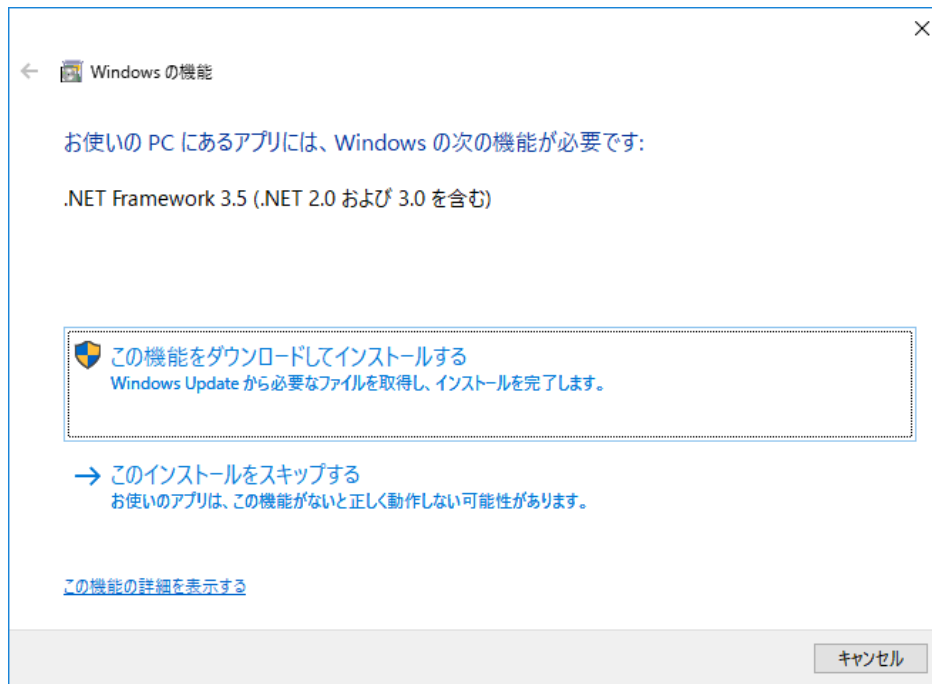 Windows の機能
お使いの PC にあるアプリには、Windows の次の機能が必要です:
.NET Framework 3.5 (.NET 2.0 および 3.0 を含む)
この機能をダウンロードしてインストールする
Windows Update から必要なファイルを取得し、インストールを完了します。
このインストールをスキップする
お使いのアプリは、この機能がないと正しく動作しない可能性があります。
この機能の詳細を表示する
キャンセル